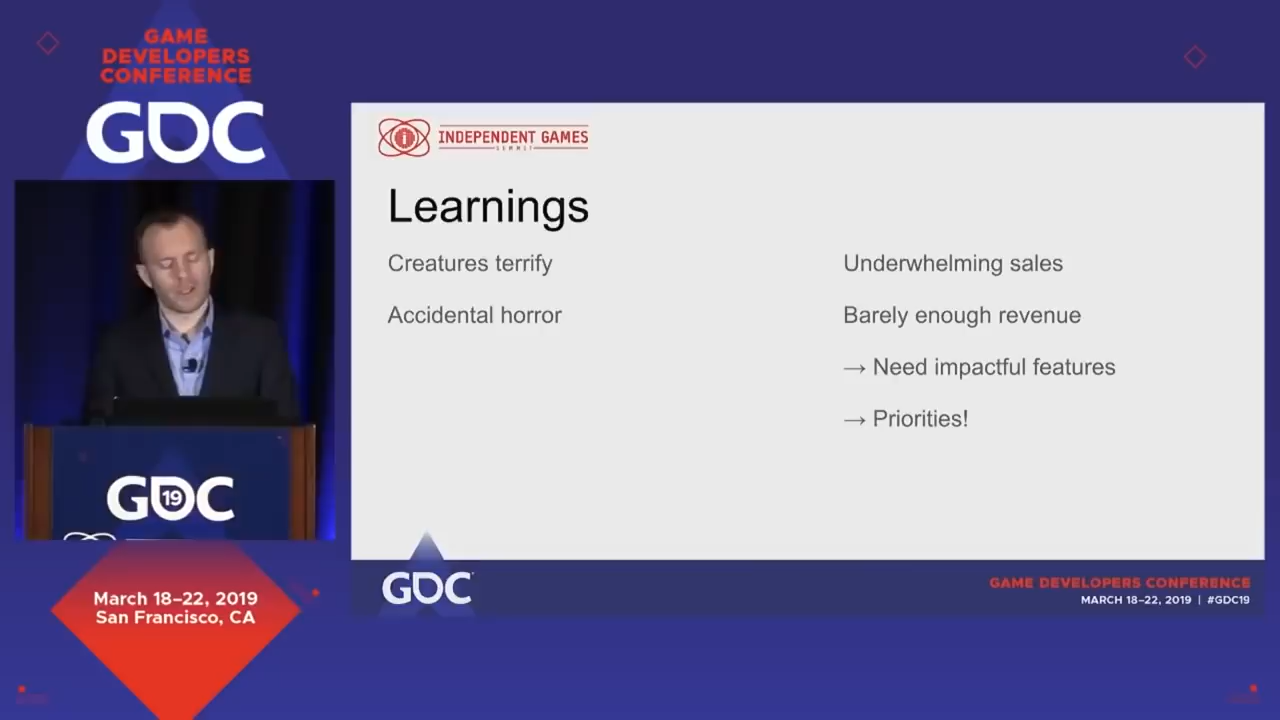 GAME
DEVELOPERS
CONFERENCE
GDC
INDEPENDENT GAMES
SUMMIT
Learnings
Creatures terrify
Accidental horror
Underwhelming sales
Barely enough revenue
→ Need impactful features
→ Priorities!
GDC 19
March 18–22, 2019
San Francisco, CA
GDC
GAME DEVELOPERS CONFERENCE
MARCH 18–22, 2019 | #GDC19